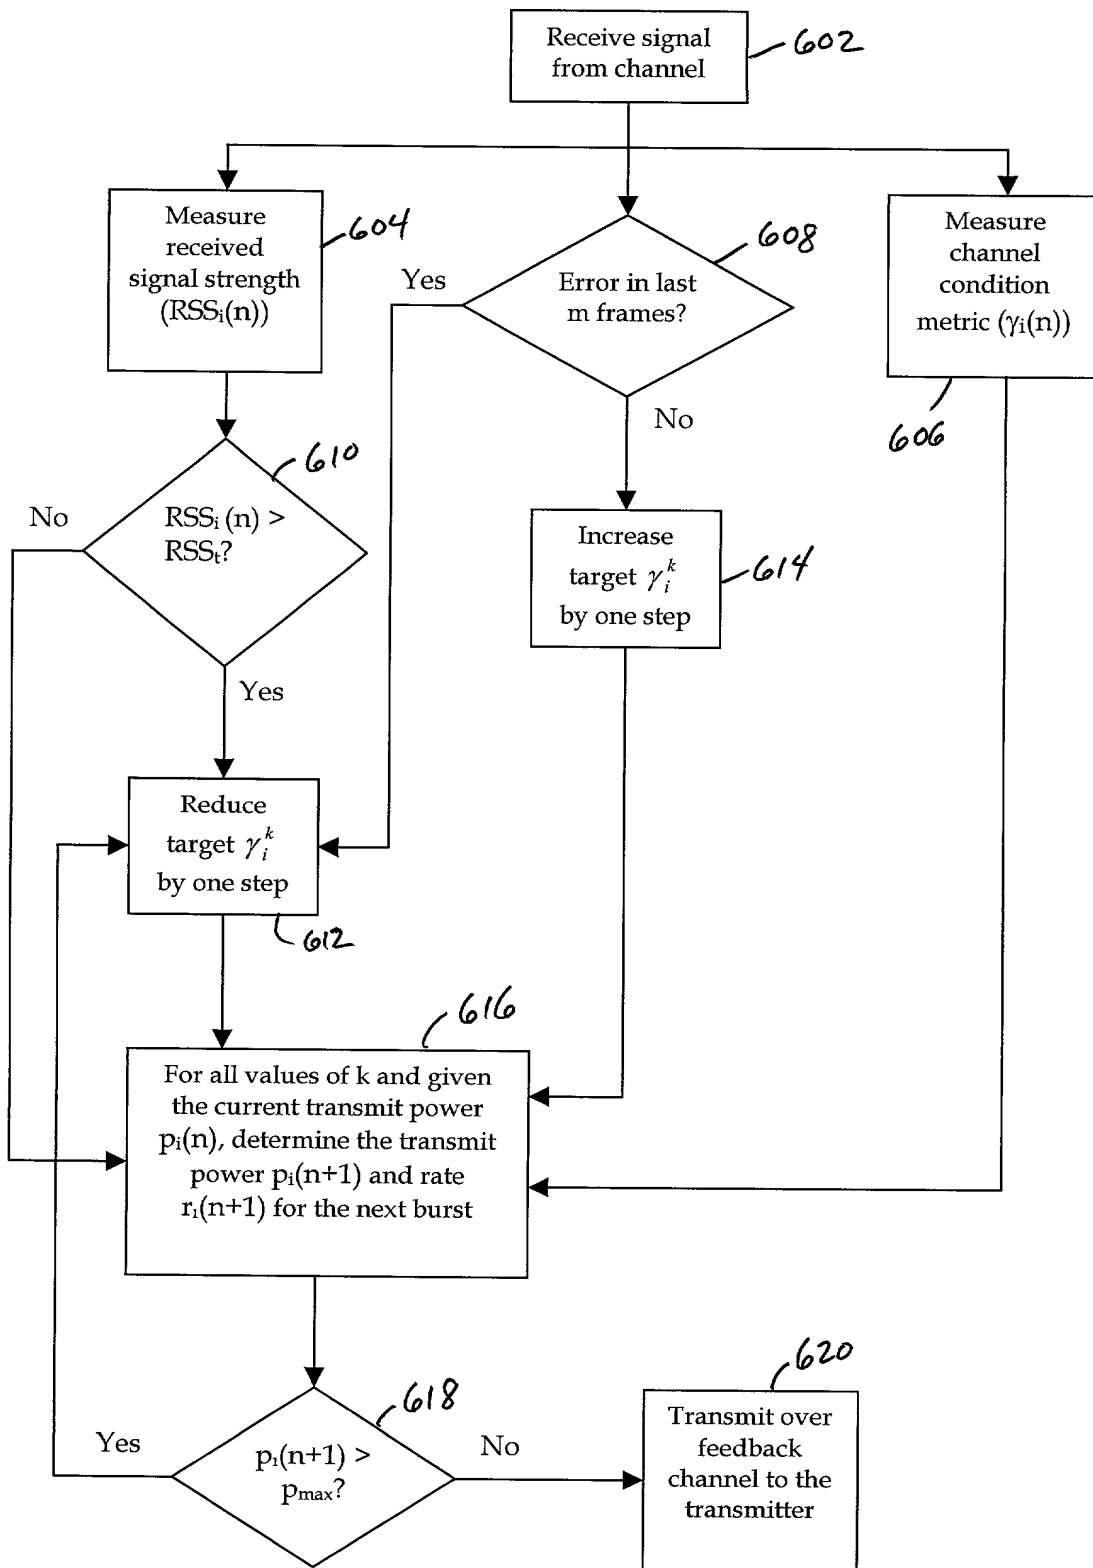 Receive signal
from channel
602
Measure
received
signal strength
(RSSᵢ(n))
604
Yes
Error in last
m frames?
608
Measure
channel
condition
metric (γᵢ(n))
606
No
610
No
RSSᵢ (n) >
RSSₜ?
Increase
target γᵢᵏ
by one step
614
Yes
Reduce
target γᵢᵏ
by one step
612
616
For all values of k and given
the current transmit power
pᵢ(n), determine the transmit
power pᵢ(n+1) and rate
rᵢ(n+1) for the next burst
618
620
Yes
pᵢ(n+1) >
pₘₐₓ?
No
Transmit over
feedback
channel to the
transmitter